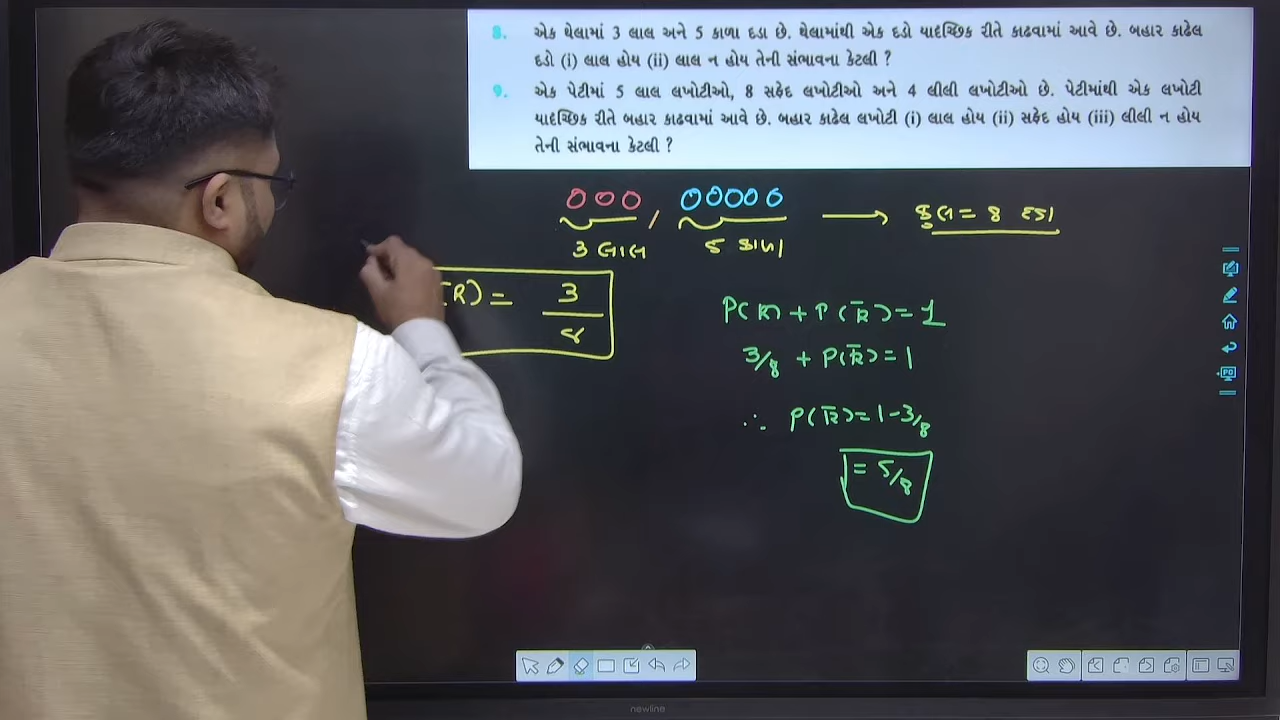 8. એક થેલામાં 3 લાલ અને 5 કાળા દડા છે. થેલામાંથી એક દડો યાદચ્છિક રીતે કાઢવામાં આવે છે. બહાર કાઢેલ
દડો (i) લાલ હોય (ii) લાલ ન હોય તેની સંભાવના કેટલી ?
9. એક પેટીમાં 5 લાલ લખોટીઓ, 8 સફેદ લખોટીઓ અને 4 લીલી લખોટીઓ છે. પેટીમાંથી એક લખોટી
યાદચ્છિક રીતે બહાર કાઢવામાં આવે છે. બહાર કાઢેલ લખોટી (i) લાલ હોય (ii) સફેદ હોય (iii) લીલી ન હોય
તેની સંભાવના કેટલી ?
3 લાલ , 5 કાળા → કુલ = 8 દડા
(R) = 3/8
P(R) + P(R̅) = 1
3/8 + P(R̅) = 1
∴ P(R̅) = 1 - 3/8
= 5/8
newline